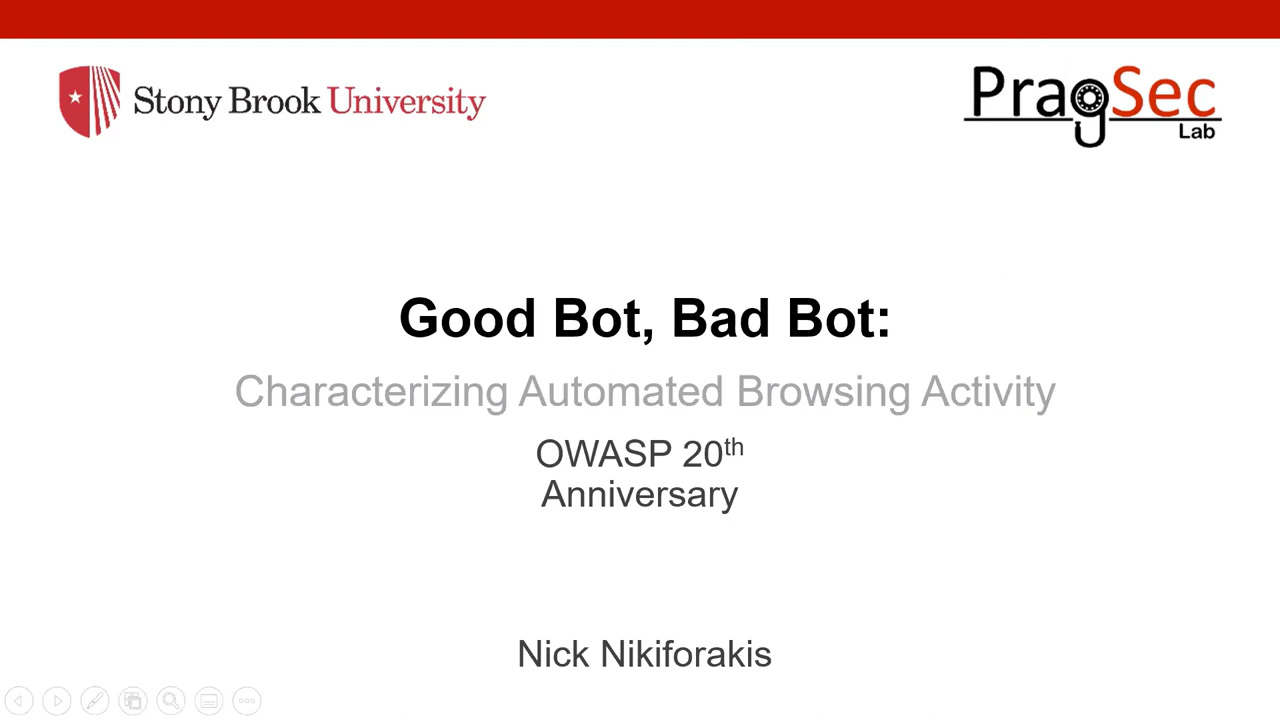 Stony Brook University
PragSec
Lab
Good Bot, Bad Bot:
Characterizing Automated Browsing Activity
OWASP 20th
Anniversary
Nick Nikiforakis